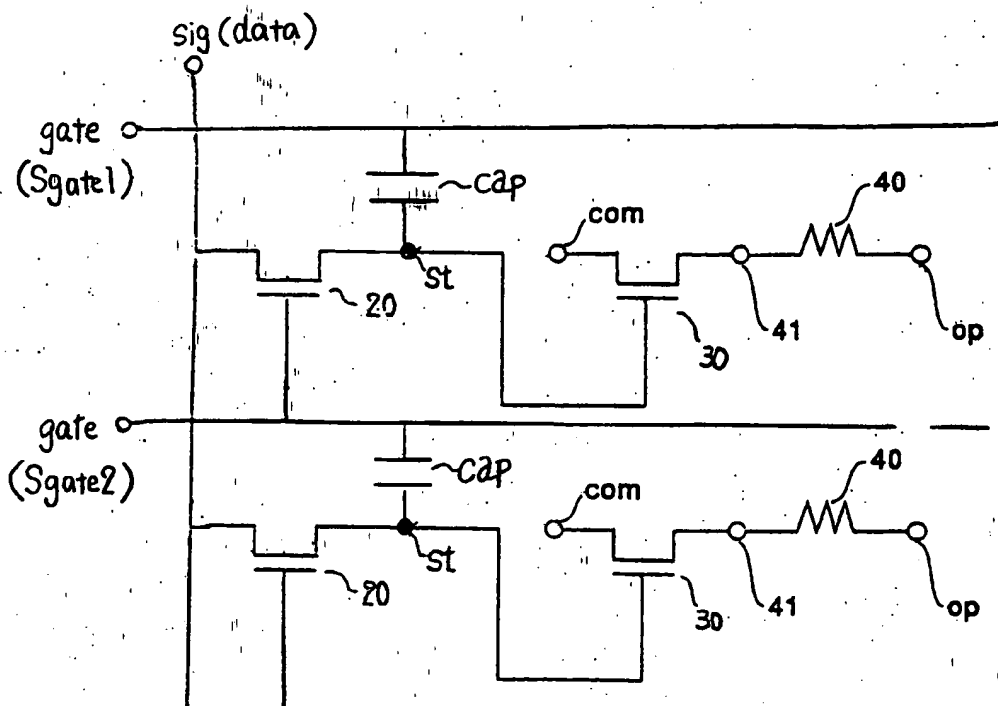 sig (data)
gate
(Sgate1)
cap
40
com
st
20
30
41
op
gate
(Sgate2)
cap
40
com
st
20
30
41
op